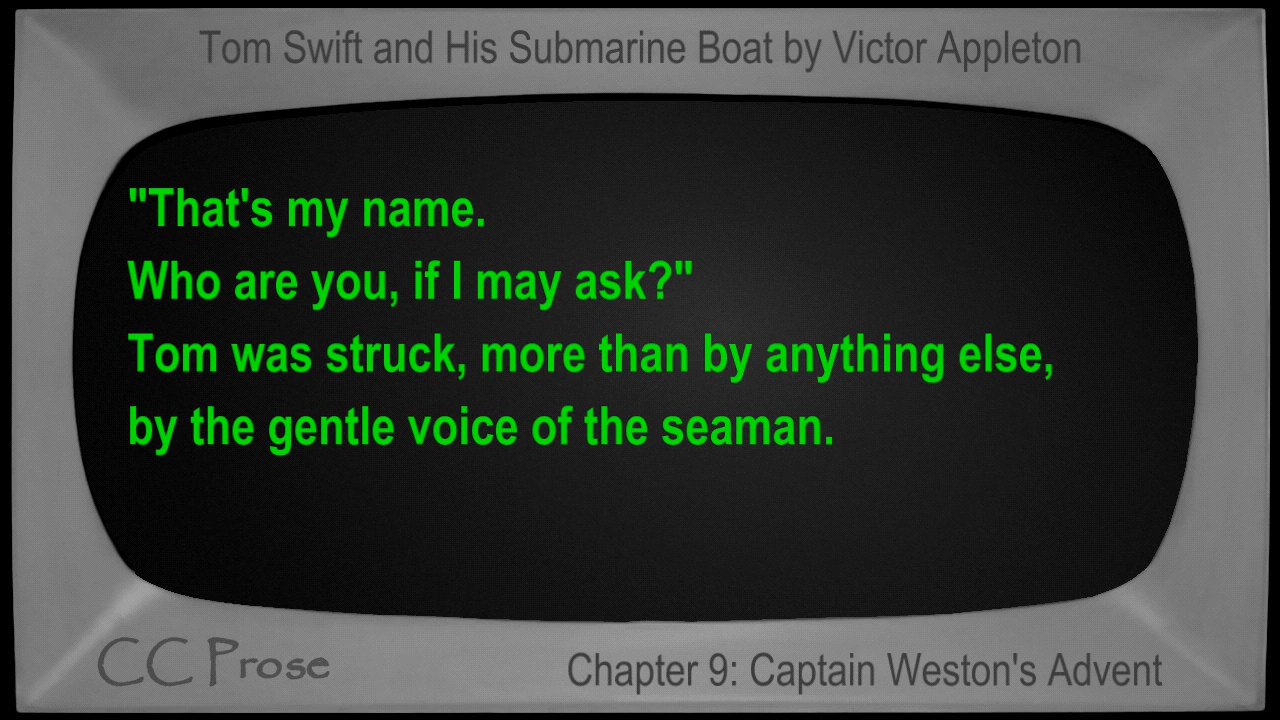 Tom Swift and His Submarine Boat by Victor Appleton
"That's my name.
Who are you, if I may ask?"
Tom was struck, more than by anything else,
by the gentle voice of the seaman.
CC Prose
Chapter 9: Captain Weston's Advent